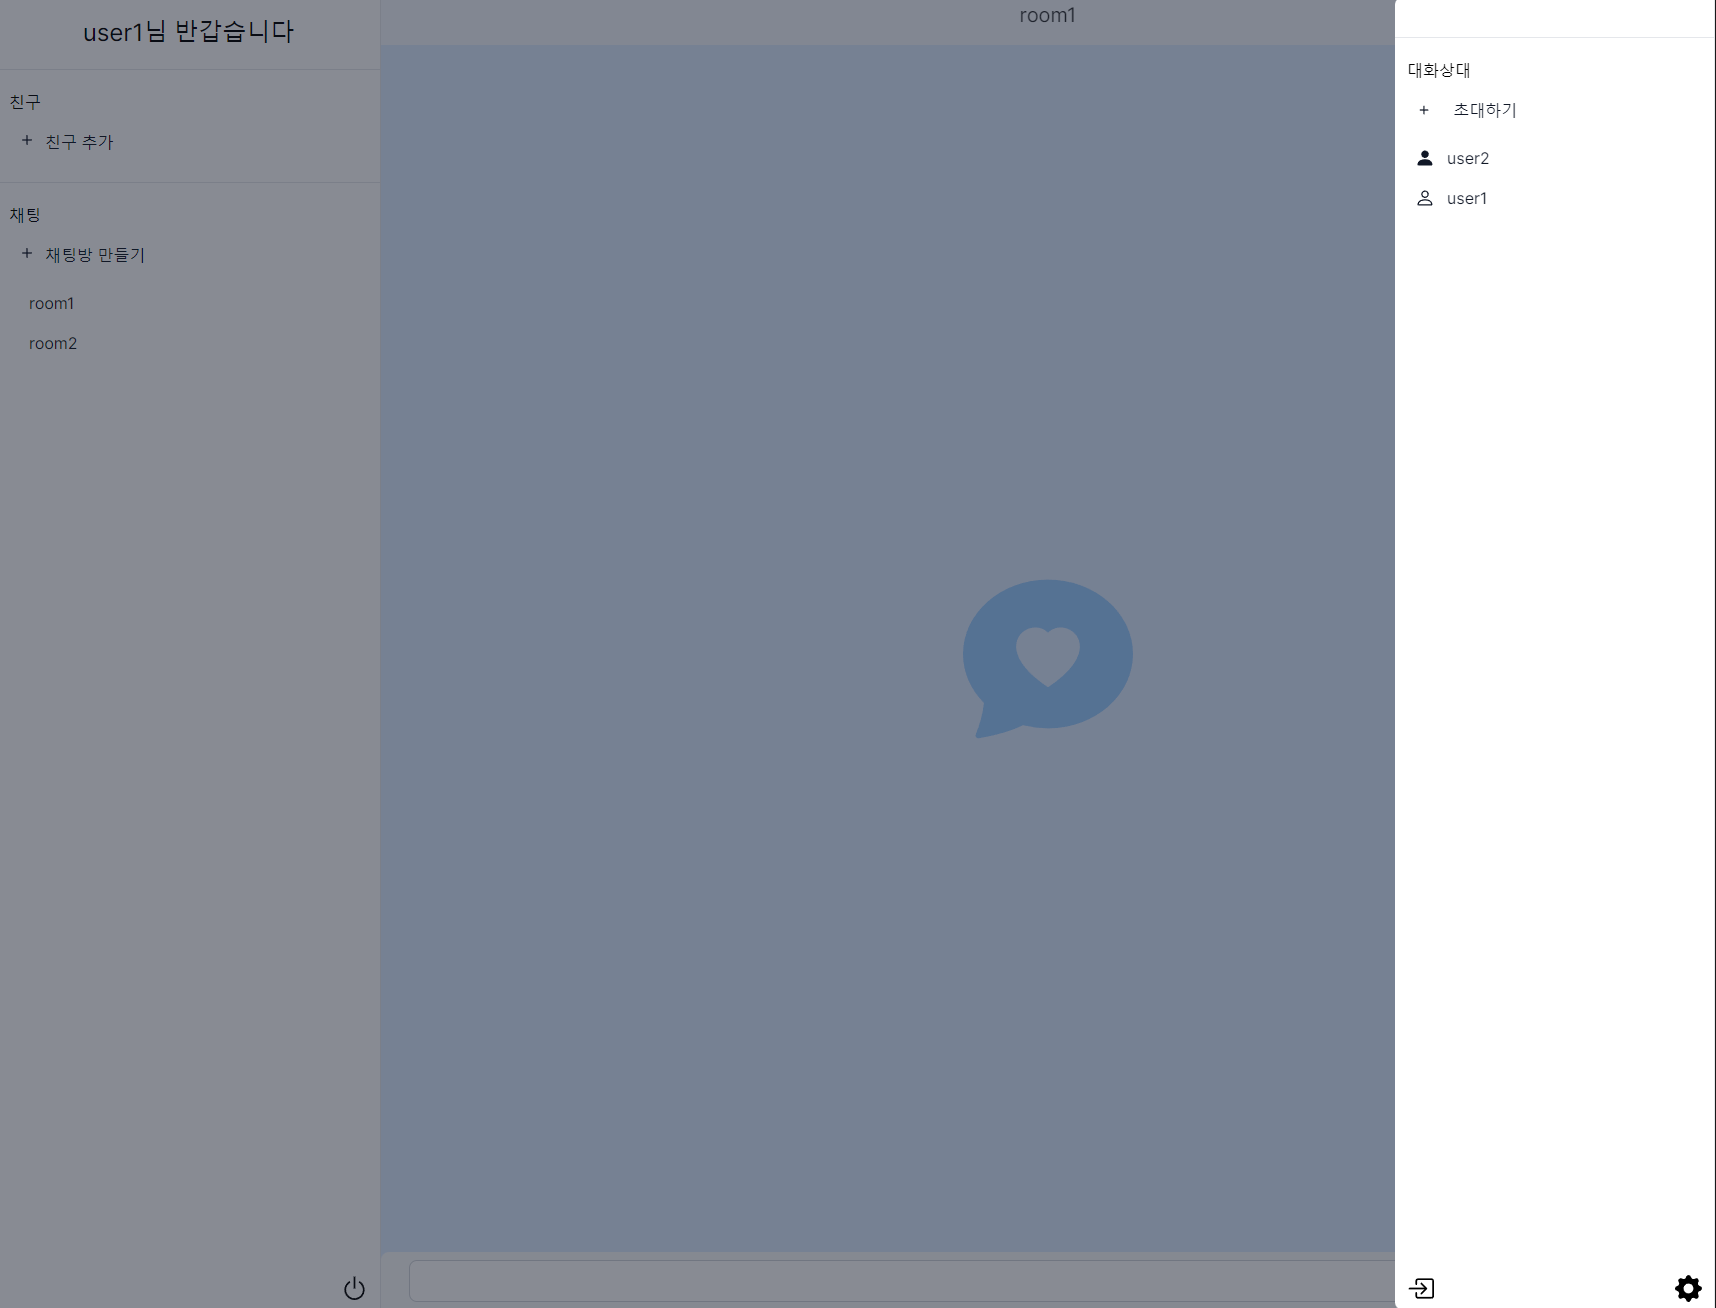 user1님 반갑습니다
친구
+ 친구 추가
채팅
+ 채팅방 만들기
room1
room2
room1
대화상대
+ 초대하기
user2
user1